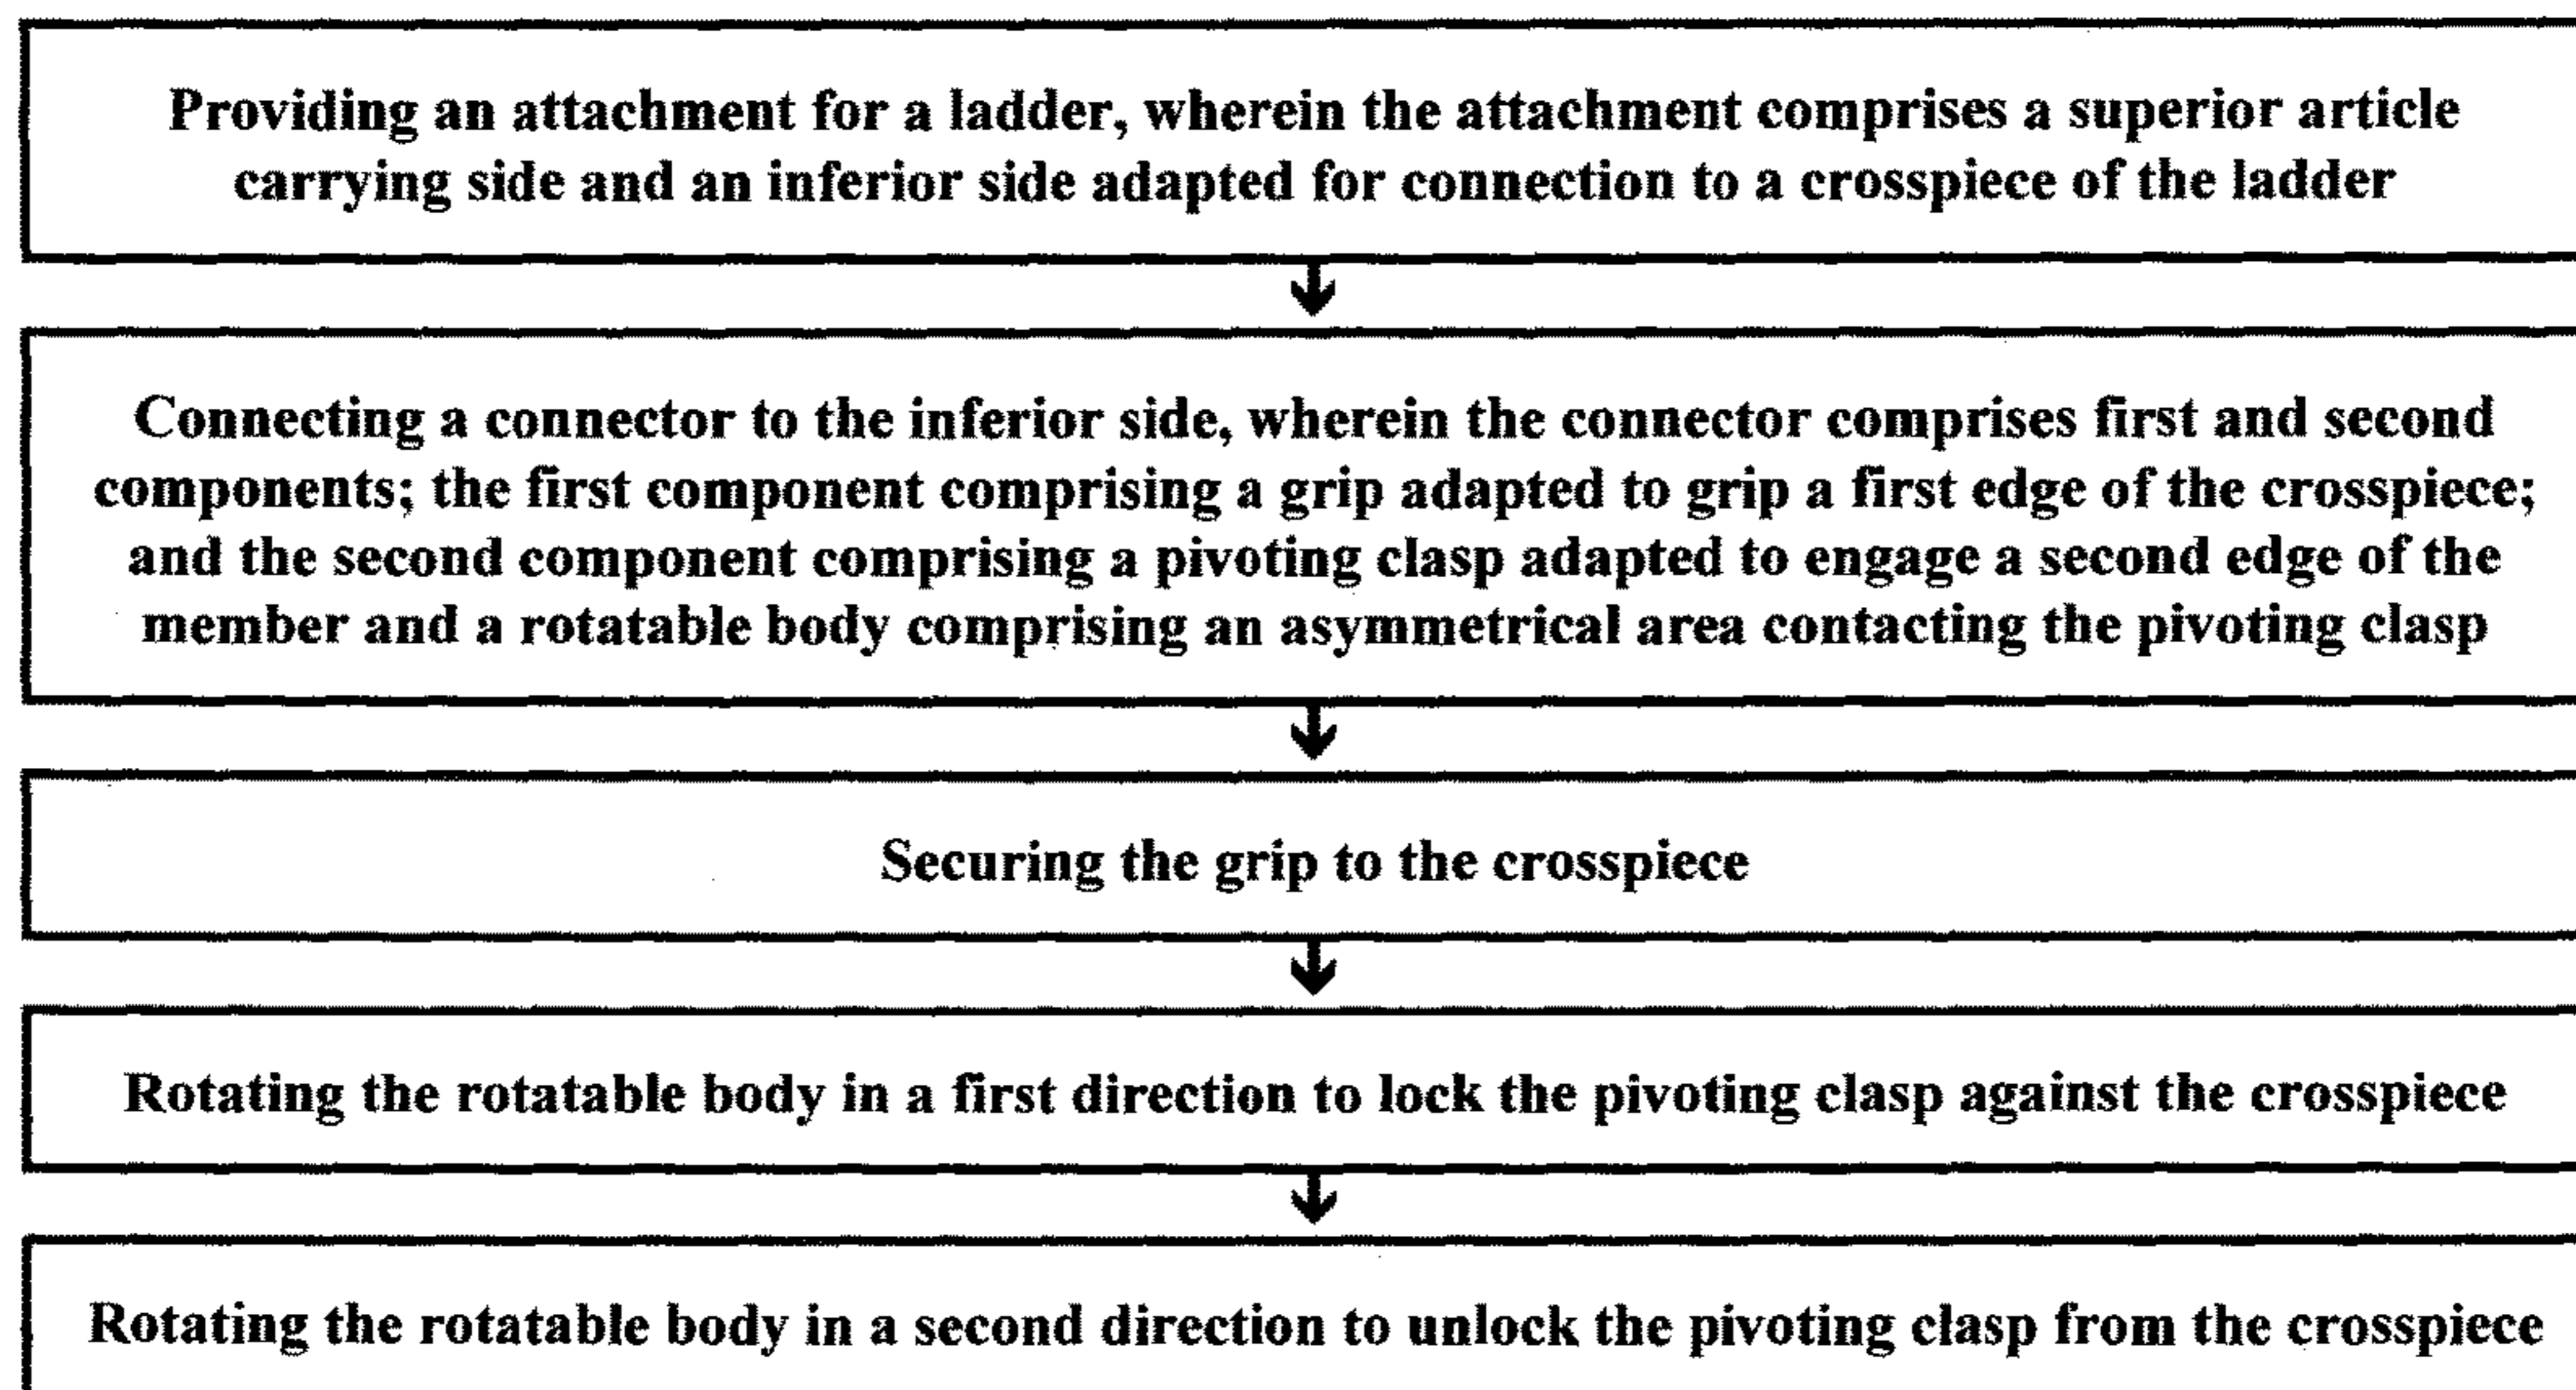 Providing an attachment for a ladder, wherein the attachment comprises a superior article
carrying side and an inferior side adapted for connection to a crosspiece of the ladder
Connecting a connector to the inferior side, wherein the connector comprises first and second
components; the first component comprising a grip adapted to grip a first edge of the crosspiece;
and the second component comprising a pivoting clasp adapted to engage a second edge of the
member and a rotatable body comprising an asymmetrical area contacting the pivoting clasp
Securing the grip to the crosspiece
Rotating the rotatable body in a first direction to lock the pivoting clasp against the crosspiece
Rotating the rotatable body in a second direction to unlock the pivoting clasp from the crosspiece